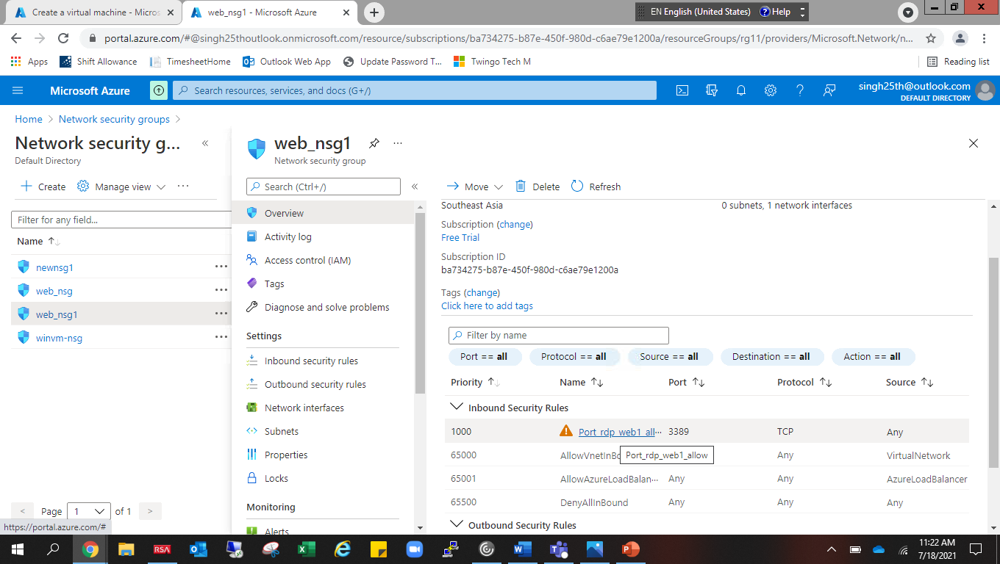 Create a virtual machine - Micros
web_nsg1 - Microsoft Azure
EN English (United States)
Help
portal.azure.com/#@singh25thoutlook.onmicrosoft.com/resource/subscriptions/ba734275-b87e-450f-980d-c6ae79e1200a/resourceGroups/rg11/providers/Microsoft.Network/n...
Apps
Shift Allowance
TimesheetHome
Outlook Web App
Update Password T...
Twingo Tech M
Reading list
Microsoft Azure
Search resources, services, and docs (G+/)
singh25th@outlook.com
DEFAULT DIRECTORY
Home > Network security groups >
Network security g...
Default Directory
Create
Manage view
Filter for any field...
Name
newnsg1
web_nsg
web_nsg1
winvm-nsg
< Page 1 of 1 >
https://portal.azure.com/#
web_nsg1
Network security group
Search (Ctrl+/)
Overview
Activity log
Access control (IAM)
Tags
Diagnose and solve problems
Settings
Inbound security rules
Outbound security rules
Network interfaces
Subnets
Properties
Locks
Monitoring
Alerts
Move
Delete
Refresh
Southeast Asia
0 subnets, 1 network interfaces
Subscription (change)
Free Trial
Subscription ID
ba734275-b87e-450f-980d-c6ae79e1200a
Tags (change)
Click here to add tags
Filter by name
Port == all
Protocol == all
Source == all
Destination == all
Action == all
Priority Name Port Protocol Source
Inbound Security Rules
1000 Port_rdp_web1_all... 3389 TCP Any
65000 AllowVnetInBo Any VirtualNetwork
Port_rdp_web1_allow
65001 AllowAzureLoadBalan... Any Any AzureLoadBalancer
65500 DenyAllInBound Any Any Any
Outbound Security Rules
RSA
11:22 AM
7/18/2021